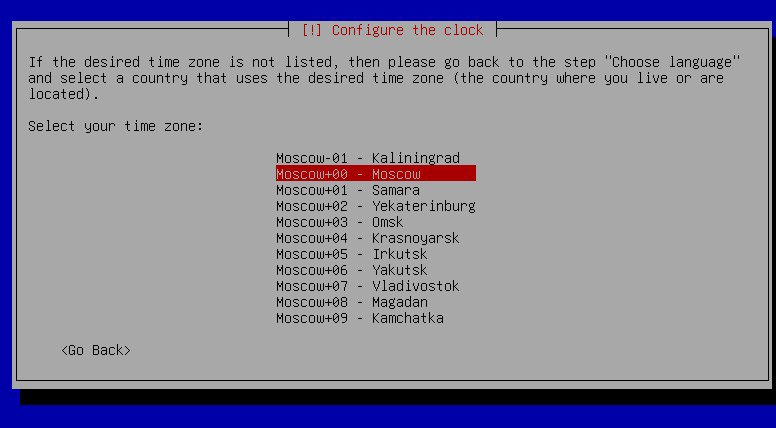 [!] Configure the clock
If the desired time zone is not listed, then please go back to the step "Choose language"
and select a country that uses the desired time zone (the country where you live or are
located).
Select your time zone:
Moscow-01 - Kaliningrad
Moscow+00 - Moscow
Moscow+01 - Samara
Moscow+02 - Yekaterinburg
Moscow+03 - Omsk
Moscow+04 - Krasnoyarsk
Moscow+05 - Irkutsk
Moscow+06 - Yakutsk
Moscow+07 - Vladivostok
Moscow+08 - Magadan
Moscow+09 - Kamchatka
<Go Back>